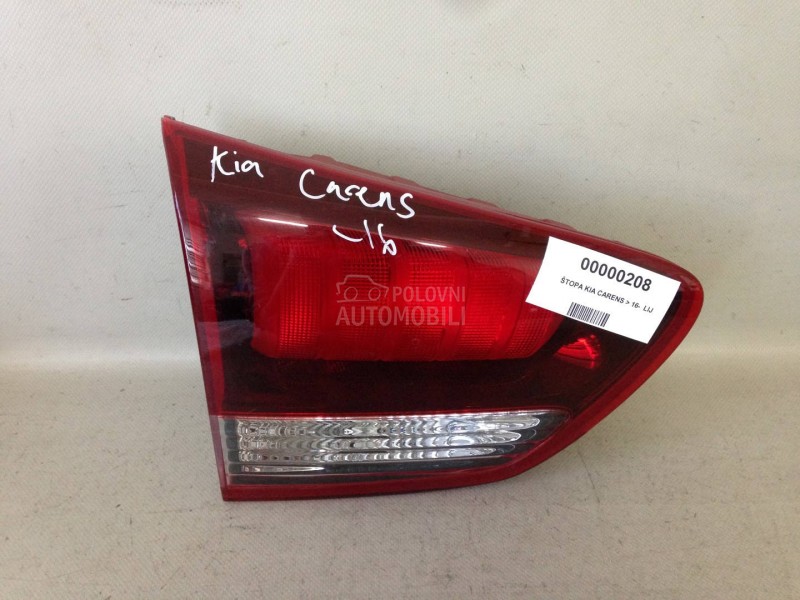 Kia Carens
-16
00000208
ŠTOPA KIA CARENS > 16- LIJ
POLOVNI
AUTOMOBILI